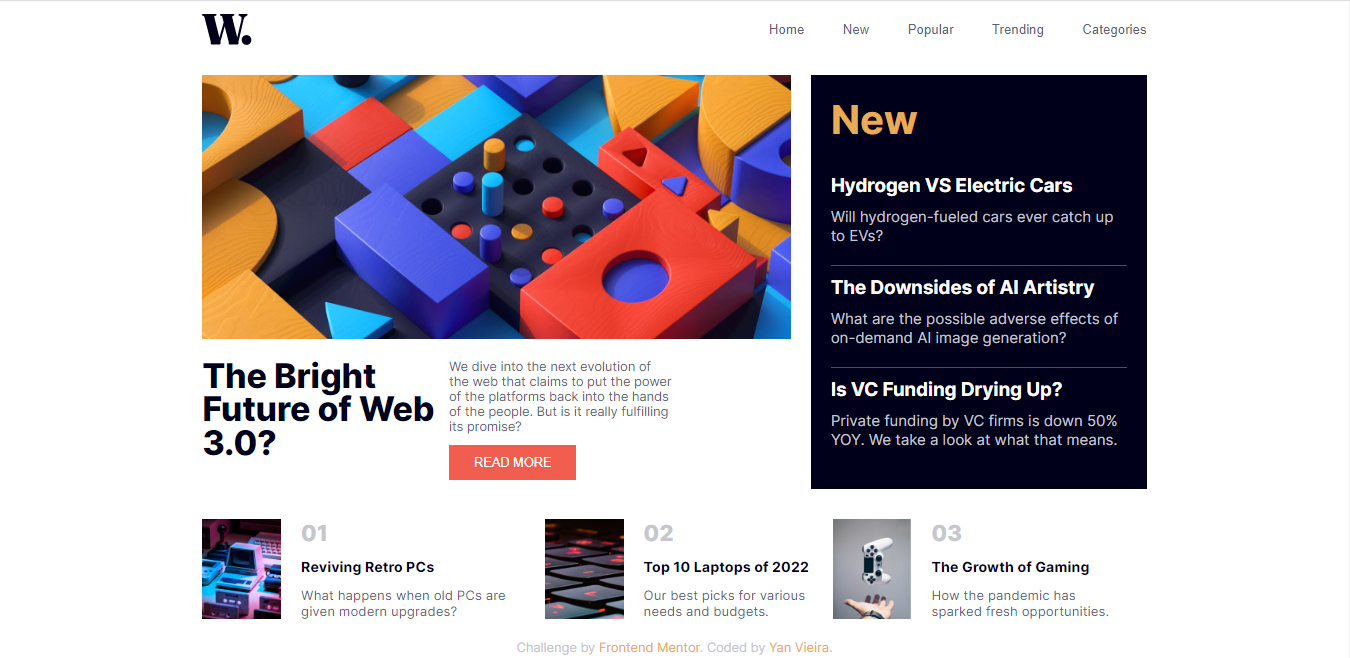 W.
Home New Popular Trending Categories
The Bright
Future of Web
3.0?
We dive into the next evolution of
the web that claims to put the power
of the platforms back into the hands
of the people. But is it really fulfilling
its promise?
READ MORE
New
Hydrogen VS Electric Cars
Will hydrogen-fueled cars ever catch up
to EVs?
The Downsides of AI Artistry
What are the possible adverse effects of
on-demand AI image generation?
Is VC Funding Drying Up?
Private funding by VC firms is down 50%
YOY. We take a look at what that means.
01
Reviving Retro PCs
What happens when old PCs are
given modern upgrades?
02
Top 10 Laptops of 2022
Our best picks for various
needs and budgets.
03
The Growth of Gaming
How the pandemic has
sparked fresh opportunities.
Challenge by Frontend Mentor. Coded by Yan Vieira.